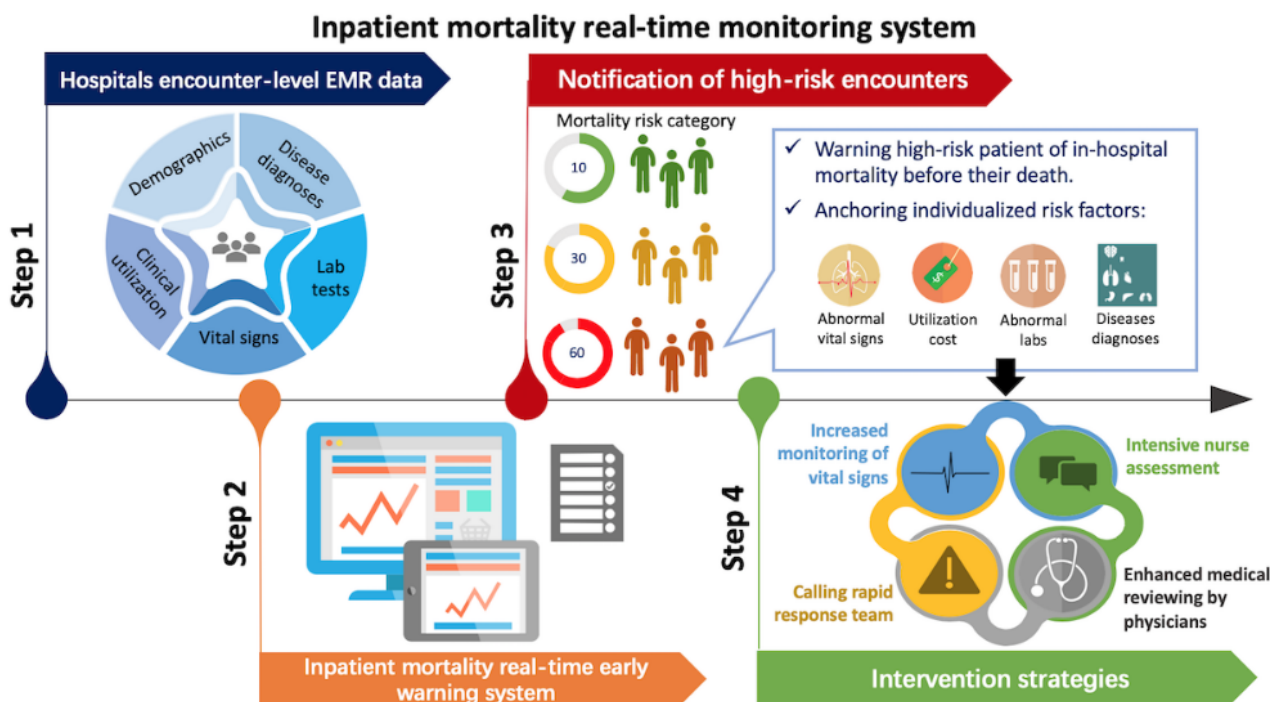 Inpatient mortality real-time monitoring system
Step 1
Hospitals encounter-level EMR data
Demographics
Disease
diagnoses
Clinical
utilization
Lab
tests
Vital signs
Step 2
Inpatient mortality real-time early
warning system
Step 3
Notification of high-risk encounters
Mortality risk category
10
30
60
✓ Warning high-risk patient of in-hospital
mortality before their death.
✓ Anchoring individualized risk factors:
Abnormal
vital signs
Utilization
cost
Abnormal
labs
Diseases
diagnoses
Step 4
Increased
monitoring of
vital signs
Intensive nurse
assessment
Calling rapid
response team
Enhanced medical
reviewing by
physicians
Intervention strategies